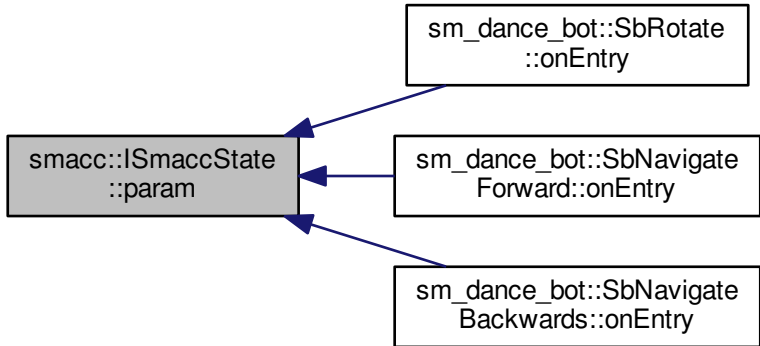 smacc::ISmaccState
::param
sm_dance_bot::SbRotate
::onEntry
sm_dance_bot::SbNavigate
Forward::onEntry
sm_dance_bot::SbNavigate
Backwards::onEntry